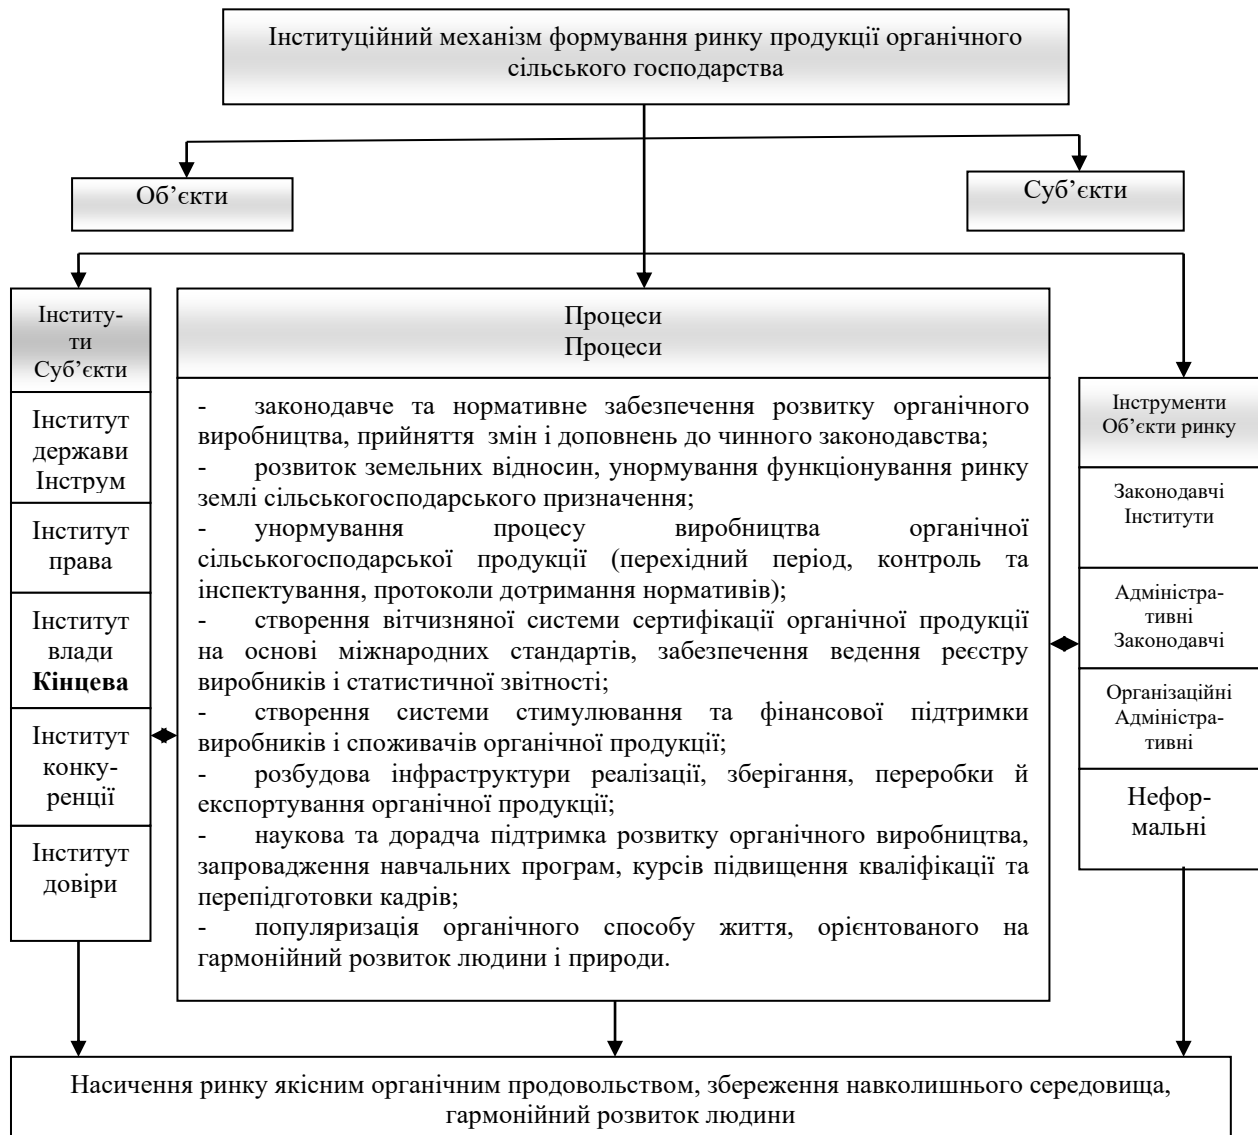 Інституційний механізм формування ринку продукції органічного
сільського господарства
Об’єкти
Суб’єкти
Інститу-
ти
Суб’єкти
Інститут
держави
Інструм
Інститут
права
Інститут
влади
Кінцева
Інститут
конку-
ренції
Інститут
довіри
Процеси
Процеси
- законодавче та нормативне забезпечення розвитку органічного
виробництва, прийняття змін і доповнень до чинного законодавства;
- розвиток земельних відносин, унормування функціонування ринку
землі сільськогосподарського призначення;
- унормування процесу виробництва органічної
сільськогосподарської продукції (перехідний період, контроль та
інспектування, протоколи дотримання нормативів);
- створення вітчизняної системи сертифікації органічної продукції
на основі міжнародних стандартів, забезпечення ведення реєстру
виробників і статистичної звітності;
- створення системи стимулювання та фінансової підтримки
виробників і споживачів органічної продукції;
- розбудова інфраструктури реалізації, зберігання, переробки й
експортування органічної продукції;
- наукова та дорадча підтримка розвитку органічного виробництва,
запровадження навчальних програм, курсів підвищення кваліфікації та
перепідготовки кадрів;
- популяризація органічного способу життя, орієнтованого на
гармонійний розвиток людини і природи.
Інструменти
Об’єкти ринку
Законодавчі
Інститути
Адміністра-
тивні
Законодавчі
Організаційні
Адміністра-
тивні
Нефор-
мальні
Насичення ринку якісним органічним продовольством, збереження навколишнього середовища,
гармонійний розвиток людини